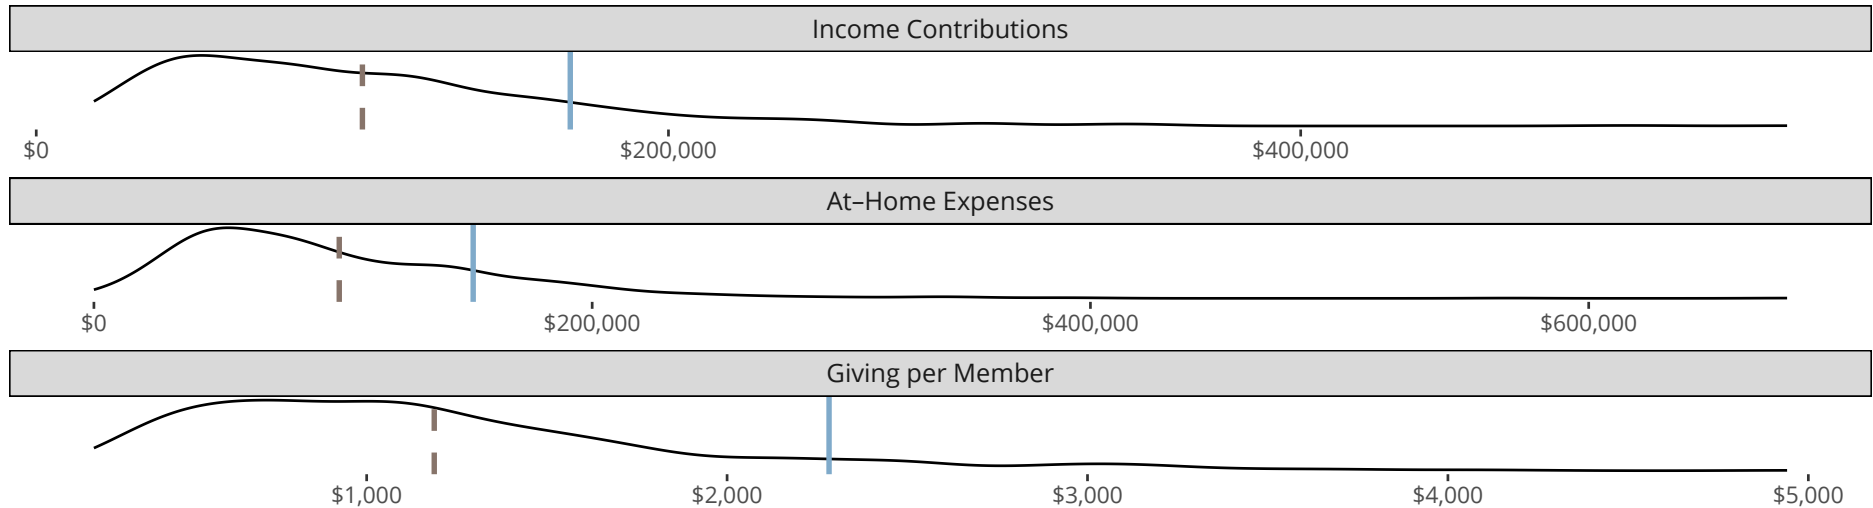 Income Contributions
$0 $200,000 $400,000
At–Home Expenses
$0 $200,000 $400,000 $600,000
Giving per Member
$1,000 $2,000 $3,000 $4,000 $5,000